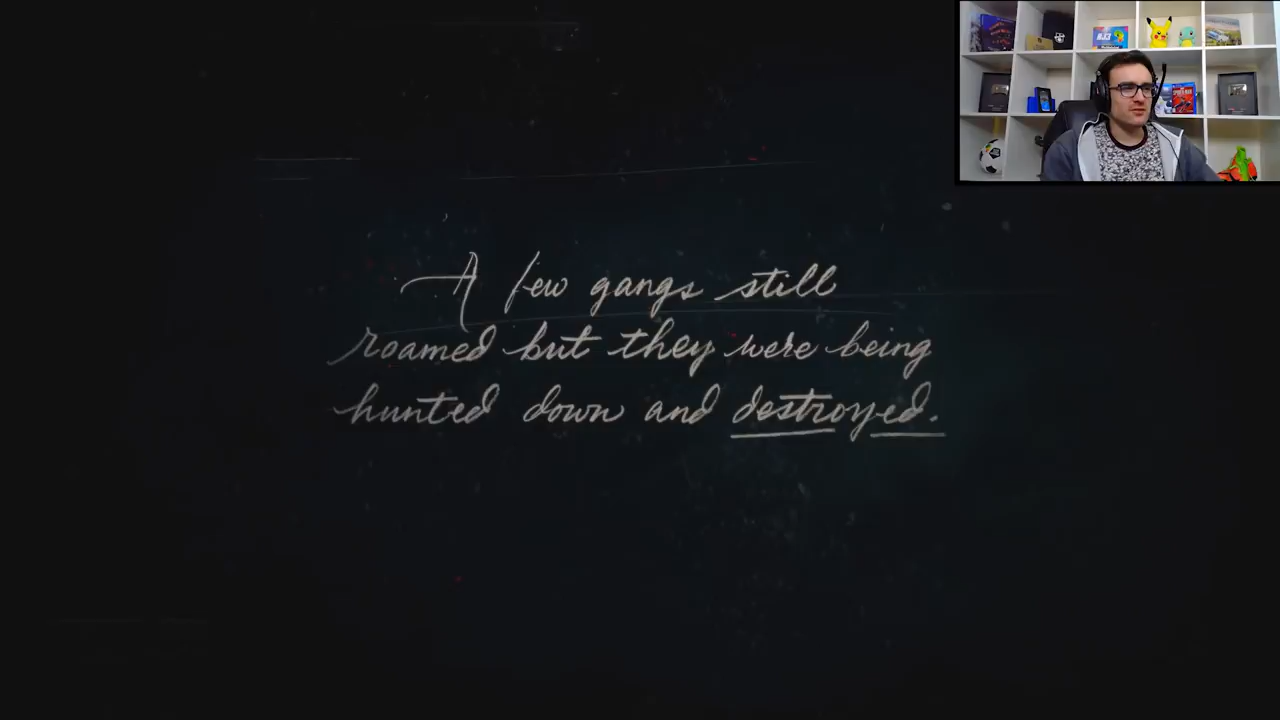 A few gangs still
roamed but they were being
hunted down and destroyed.